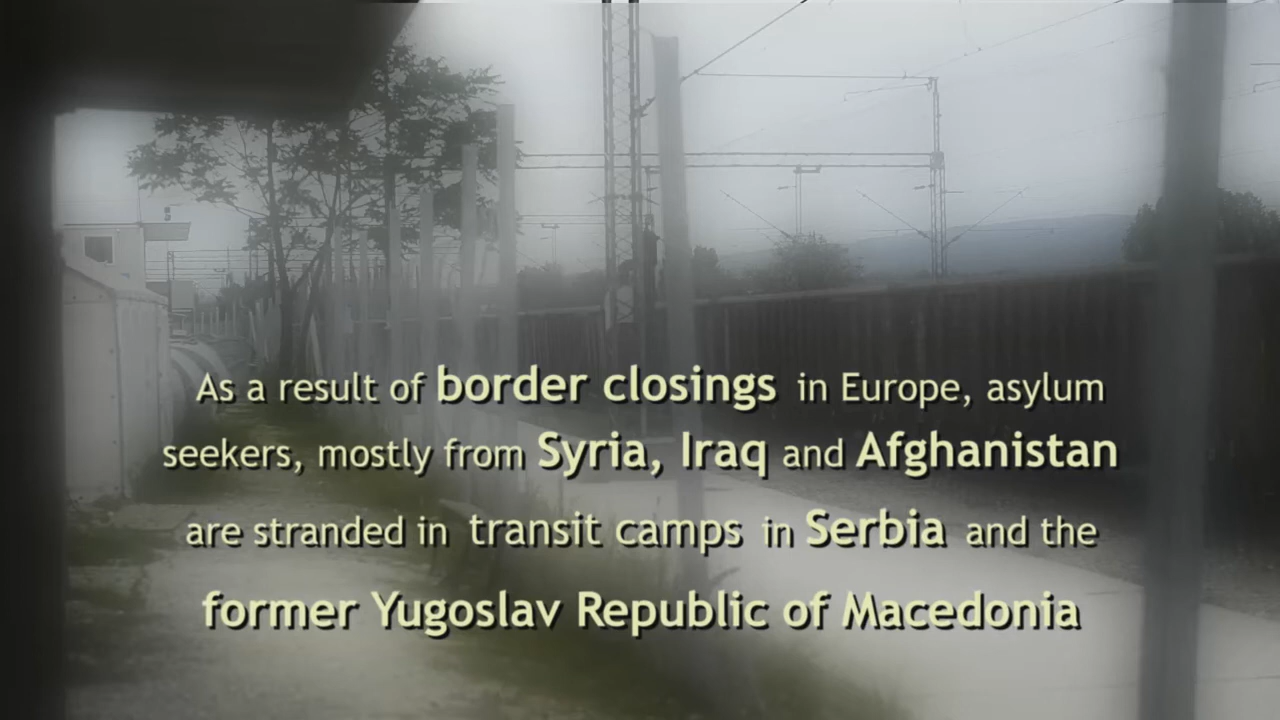 As a result of border closings in Europe, asylum
seekers, mostly from Syria, Iraq and Afghanistan
are stranded in transit camps in Serbia and the
former Yugoslav Republic of Macedonia